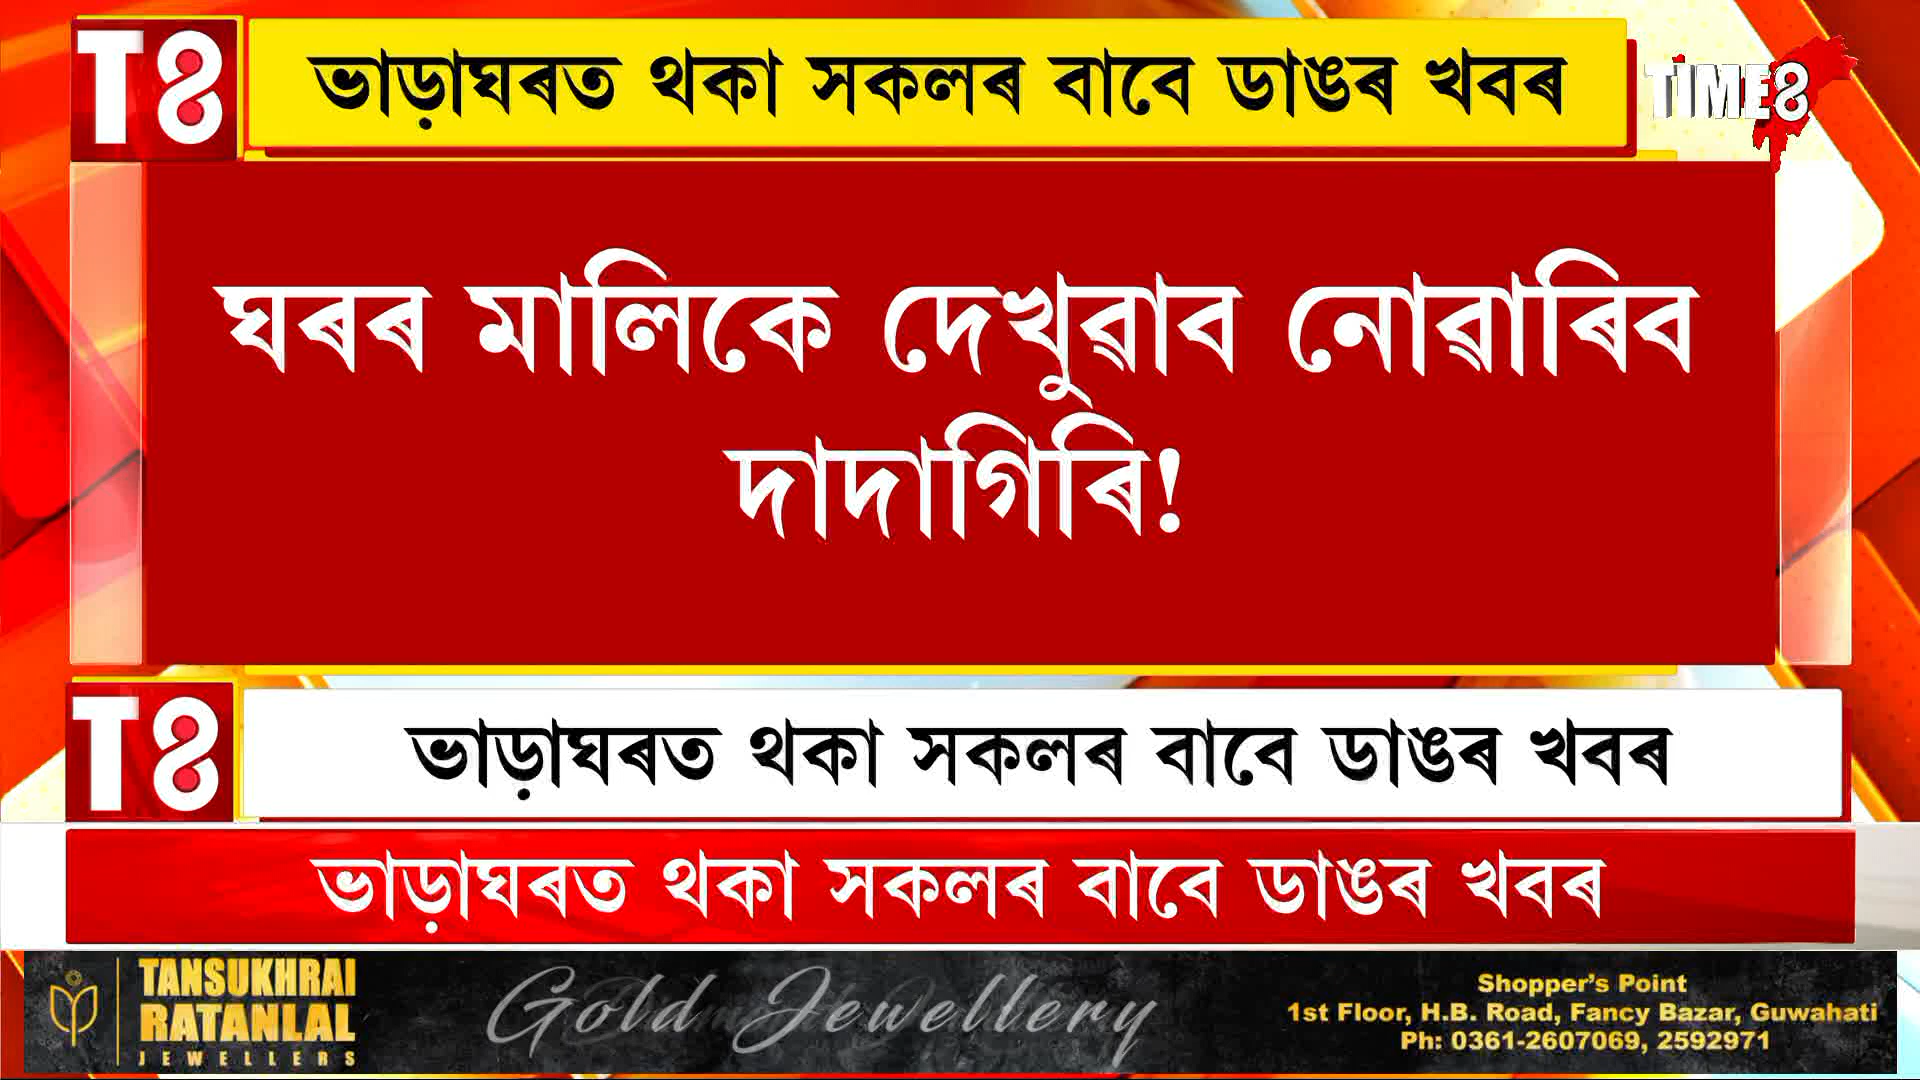 T8
ভাড়াঘৰত থকা সকলৰ বাবে ডাঙৰ খবৰ
TIME8
ঘৰৰ মালিকে দেখুৱাব নোৱাৰিব
দাদাগিৰি!
T8
ভাড়াঘৰত থকা সকলৰ বাবে ডাঙৰ খবৰ
ভাড়াঘৰত থকা সকলৰ বাবে ডাঙৰ খবৰ
TANSUKHRAI
RATANLAL
JEWELLERS
Gold Jewellery
Shopper's Point
1st Floor, H.B. Road, Fancy Bazar, Guwahati
Ph: 0361-2607069, 2592971